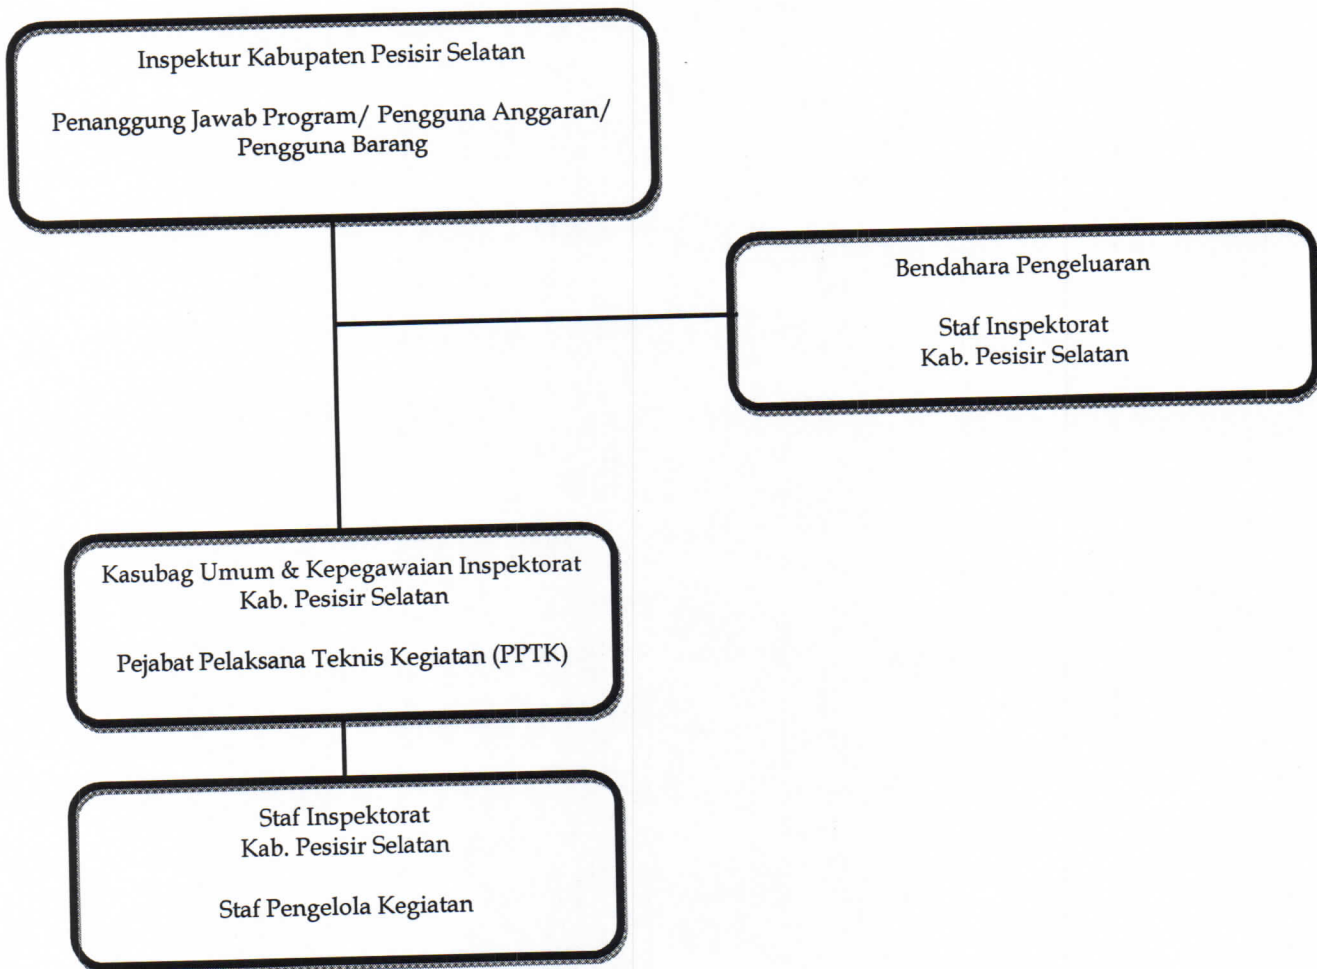 Inspektur Kabupaten Pesisir Selatan
Penanggung Jawab Program/ Pengguna Anggaran/
Pengguna Barang
Bendahara Pengeluaran
Staf Inspektorat
Kab. Pesisir Selatan
Kasubag Umum & Kepegawaian Inspektorat
Kab. Pesisir Selatan
Pejabat Pelaksana Teknis Kegiatan (PPTK)
Staf Inspektorat
Kab. Pesisir Selatan
Staf Pengelola Kegiatan